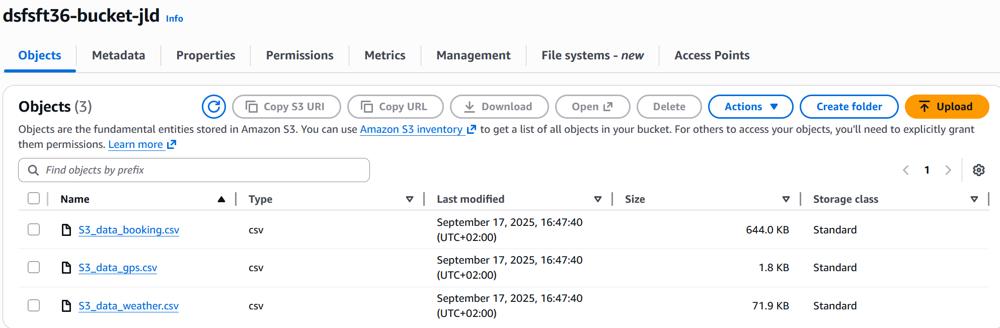 dsfsft36-bucket-jld Info
Objects Metadata Properties Permissions Metrics Management File systems - new Access Points
Objects (3) Copy S3 URI Copy URL Download Open Delete Actions Create folder Upload
Objects are the fundamental entities stored in Amazon S3. You can use Amazon S3 inventory to get a list of all objects in your bucket. For others to access your objects, you'll need to explicitly grant
them permissions. Learn more
Find objects by prefix 1
Name Type Last modified Size Storage class
S3_data_booking.csv csv September 17, 2025, 16:47:40 (UTC+02:00) 644.0 KB Standard
S3_data_gps.csv csv September 17, 2025, 16:47:40 (UTC+02:00) 1.8 KB Standard
S3_data_weather.csv csv September 17, 2025, 16:47:40 (UTC+02:00) 71.9 KB Standard